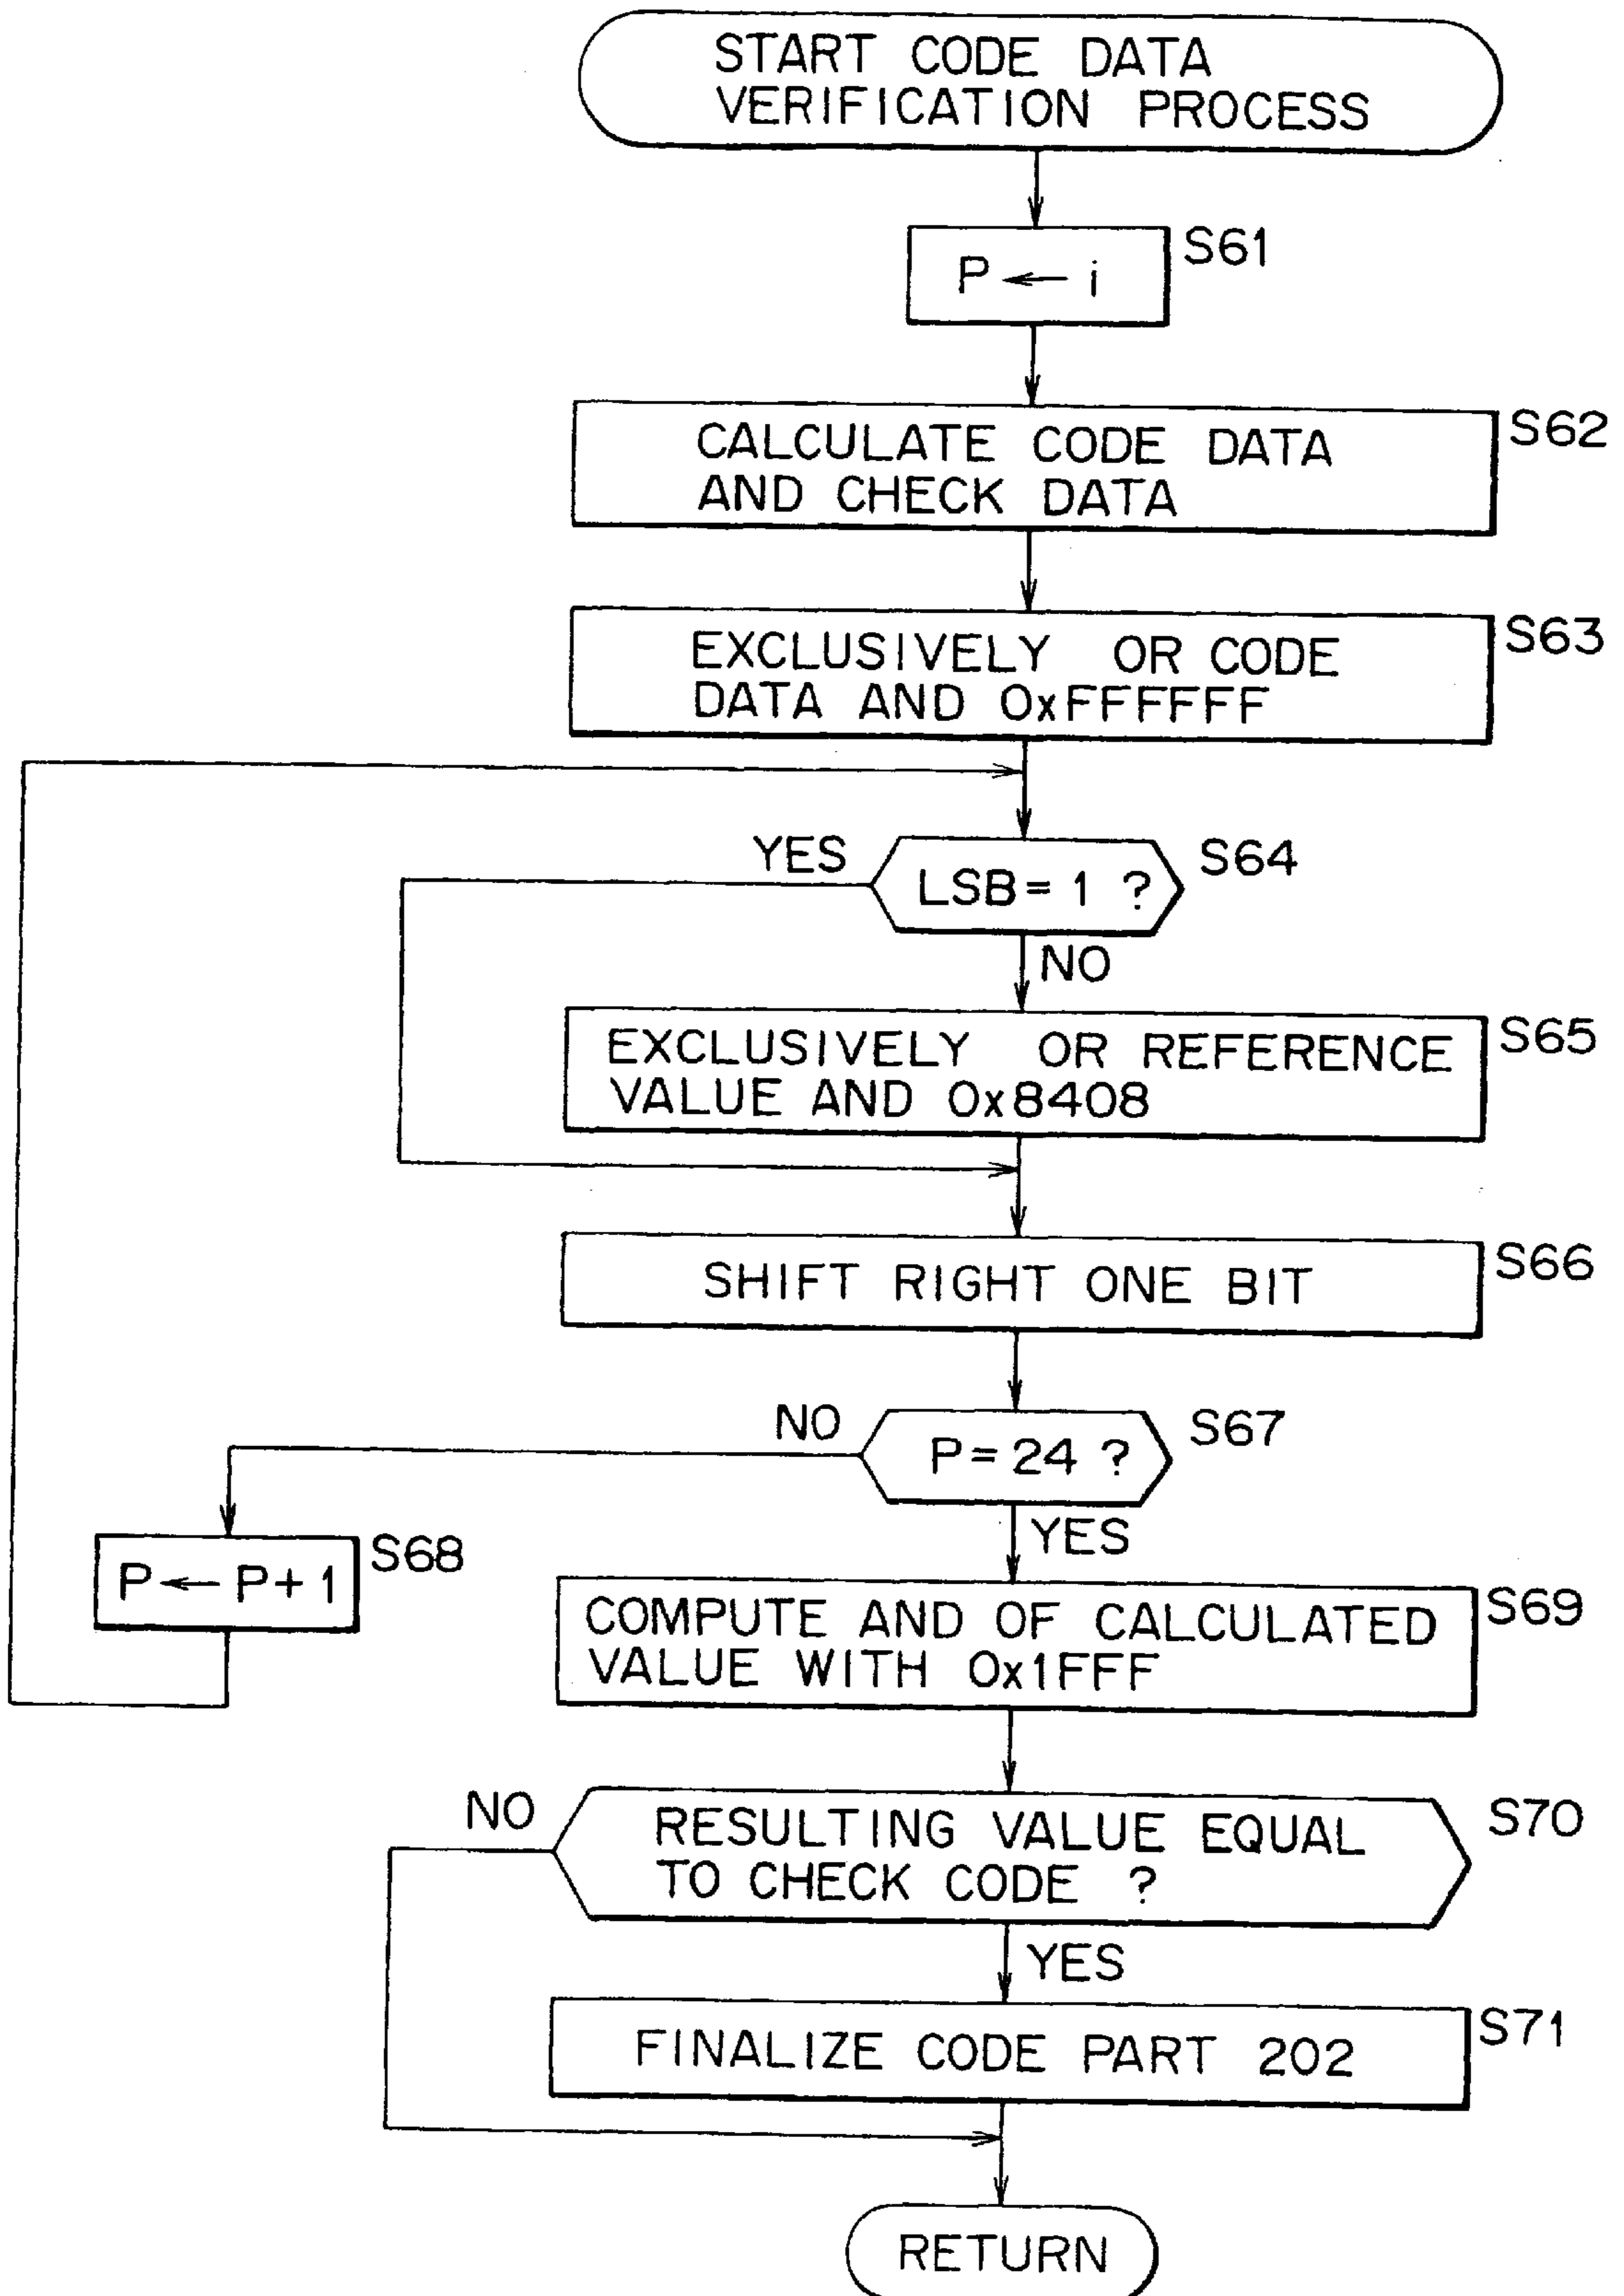 START CODE DATA
VERIFICATION PROCESS
P ← i
S61
CALCULATE CODE DATA
AND CHECK DATA
S62
EXCLUSIVELY OR CODE
DATA AND 0xFFFFFF
S63
YES
LSB = 1 ?
S64
NO
EXCLUSIVELY OR REFERENCE
VALUE AND 0x8408
S65
SHIFT RIGHT ONE BIT
S66
NO
P = 24 ?
S67
YES
P ← P + 1
S68
COMPUTE AND OF CALCULATED
VALUE WITH 0x1FFF
S69
NO
RESULTING VALUE EQUAL
TO CHECK CODE ?
S70
YES
FINALIZE CODE PART 202
S71
RETURN